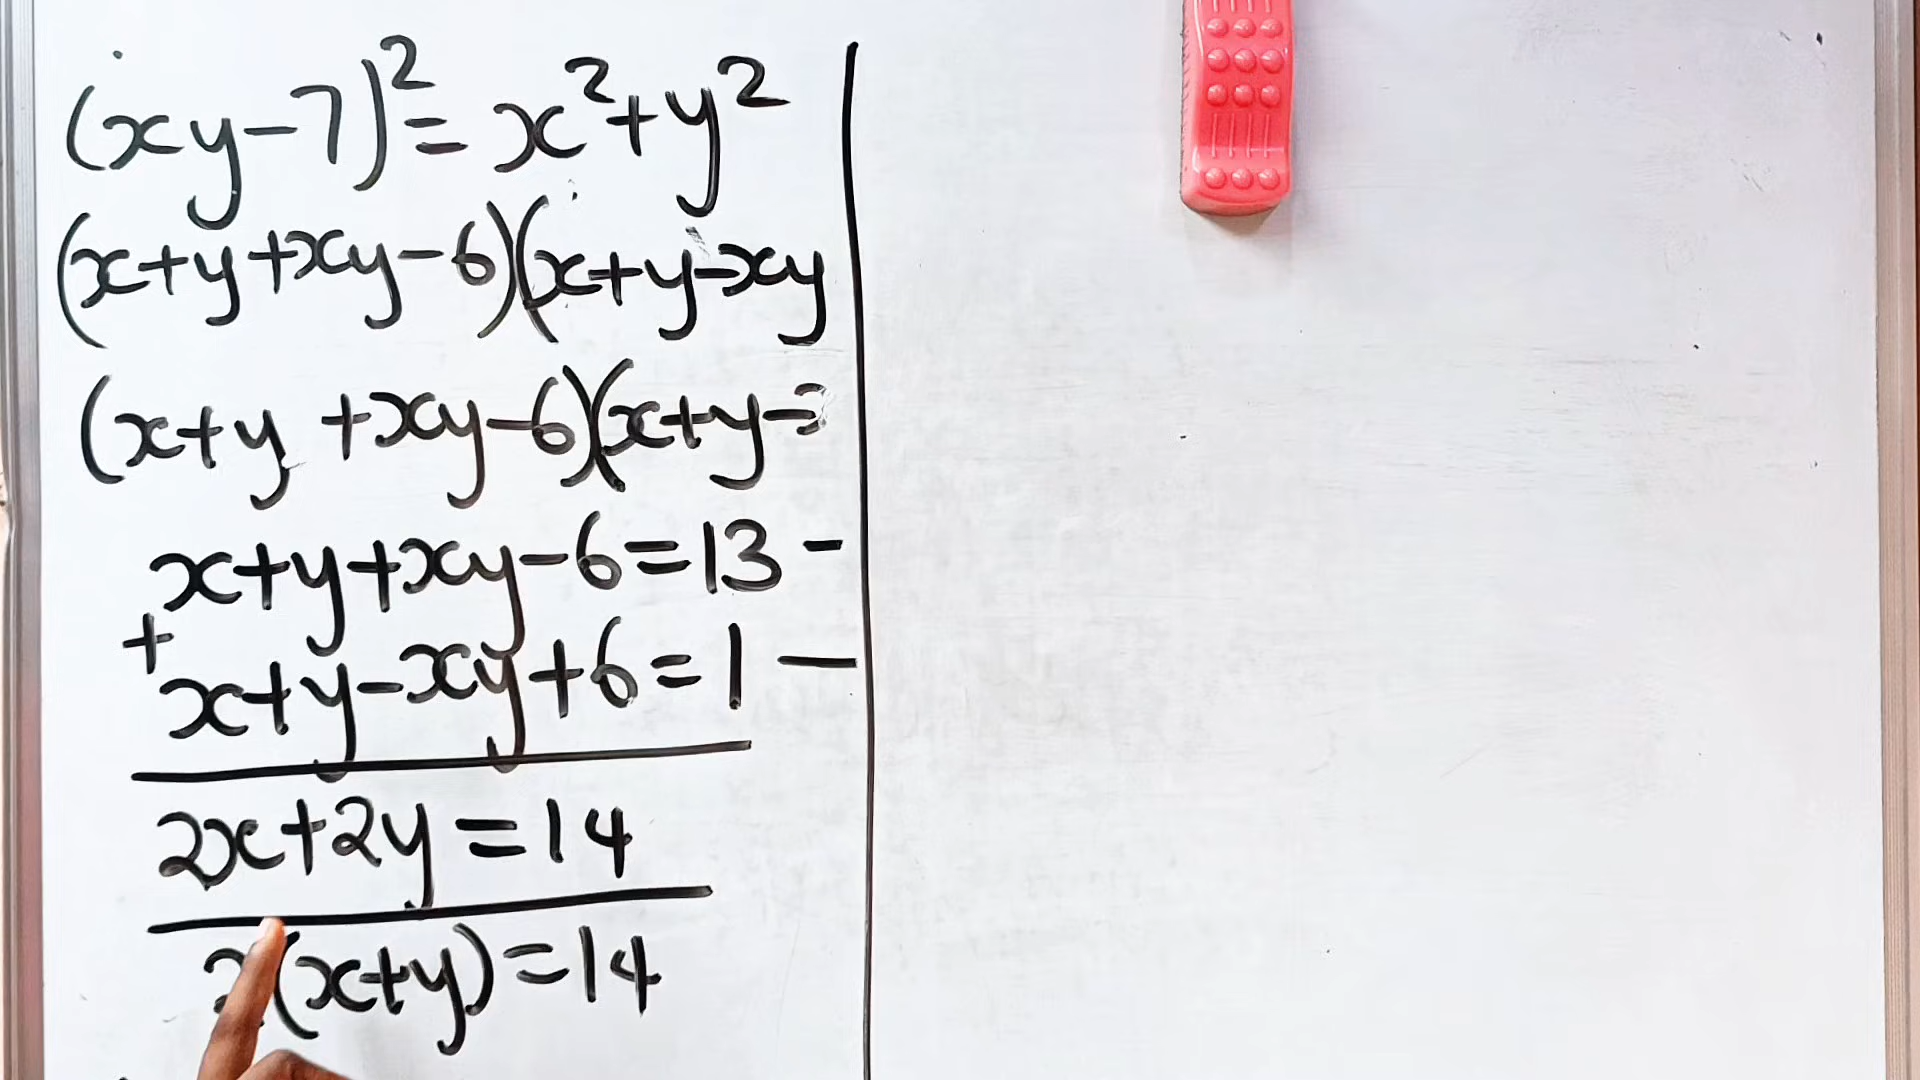 (xy-7)²= x²+y²
(x+y+xy-6)(x+y-xy
(x+y +xy-6)(x+y-
x+y+xy-6=13 -
+
x+y-xy+6=1 —
2x+2y=14
2(x+y)=14